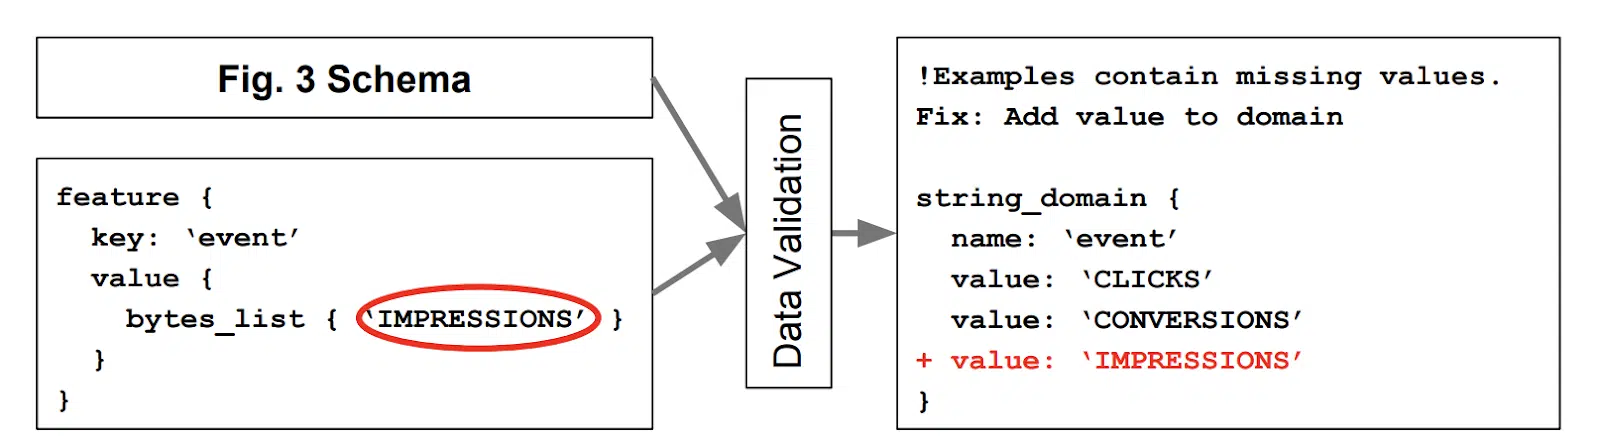 Fig. 3 Schema
feature {
  key: ‘event’
  value {
    bytes_list { ‘IMPRESSIONS’ }
  }
}
Data Validation
!Examples contain missing values.
Fix: Add value to domain

string_domain {
  name: ‘event’
  value: ‘CLICKS’
  value: ‘CONVERSIONS’
+ value: ‘IMPRESSIONS’
}